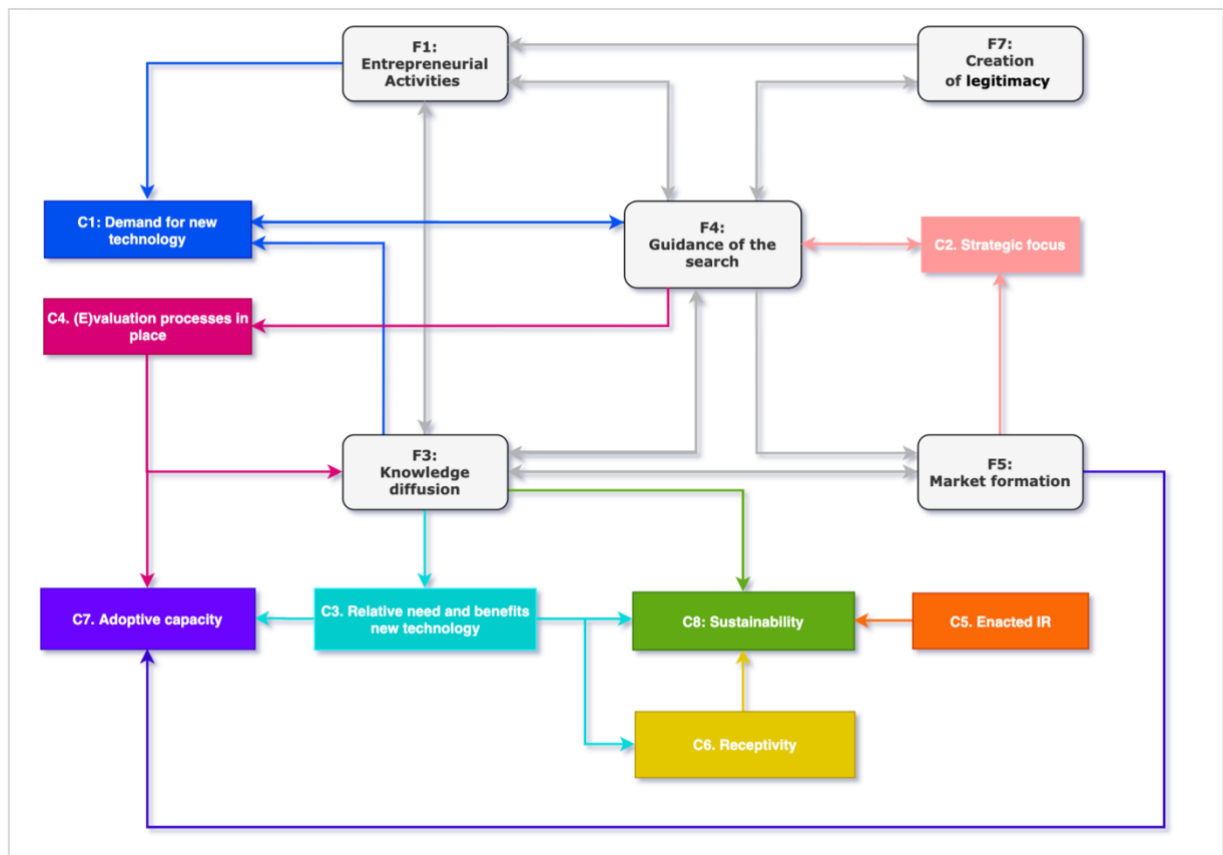 F1:
Entrepreneurial
Activities
F7:
Creation
of legitimacy
C1: Demand for new
technology
F4:
Guidance of the
search
C2. Strategic focus
C4. (E)valuation processes in
place
F3:
Knowledge
diffusion
F5:
Market formation
C7. Adoptive capacity
C3. Relative need and benefits
new technology
C8: Sustainability
C5. Enacted IR
C6. Receptivity